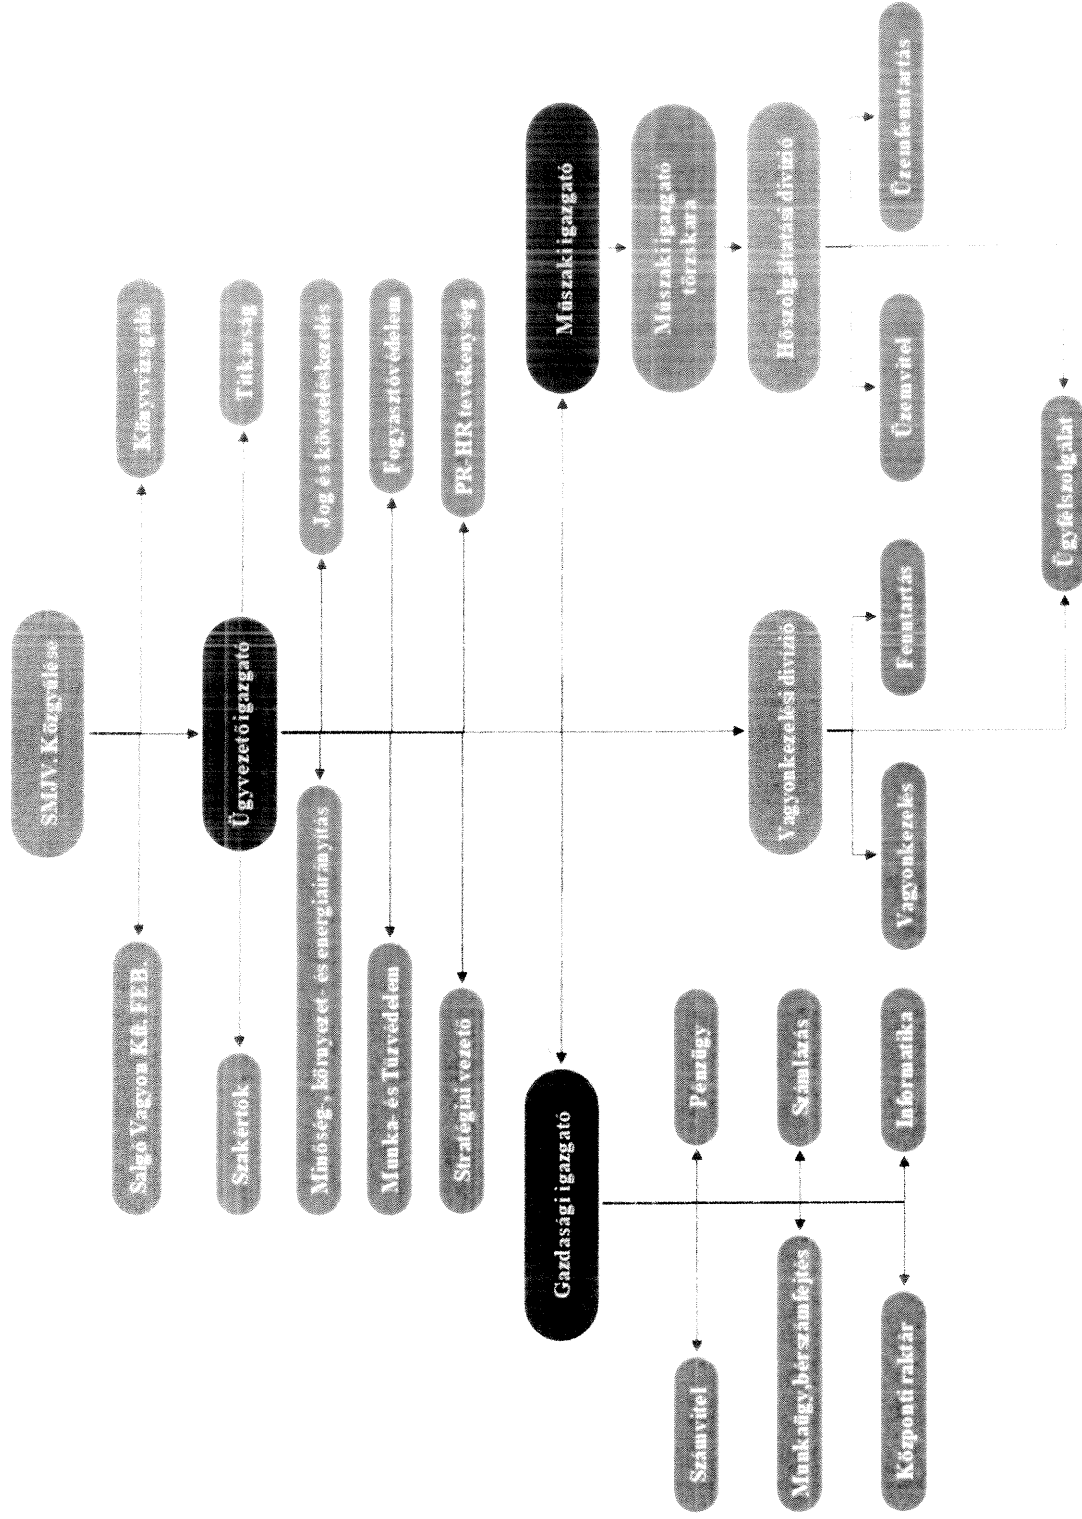 SMJV. Közgyűlése
Salgó Vagyon Kft. FEB.
Könyvvizsgáló
Ügyvezető igazgató
Szakértők
Titkárság
Minőség-, környezet- és energiairányítás
Jog és követeléskezelés
Munka és Tűzvédelem
Fogyasztóvédelem
Stratégiai vezető
PR-HR tevékenység
Gazdasági igazgató
Műszaki igazgató
Műszaki igazgató
törzskara
Számvitel
Pénzügy
Munkaügy,bérszámfejtés
Számlázás
Vagyonkezelési divízió
Hőszolgáltatási divízió
Központi raktár
Informatika
Vagyonkezelés
Fenntartás
Üzemvitel
Üzemfenntartás
Ügyfélszolgálat